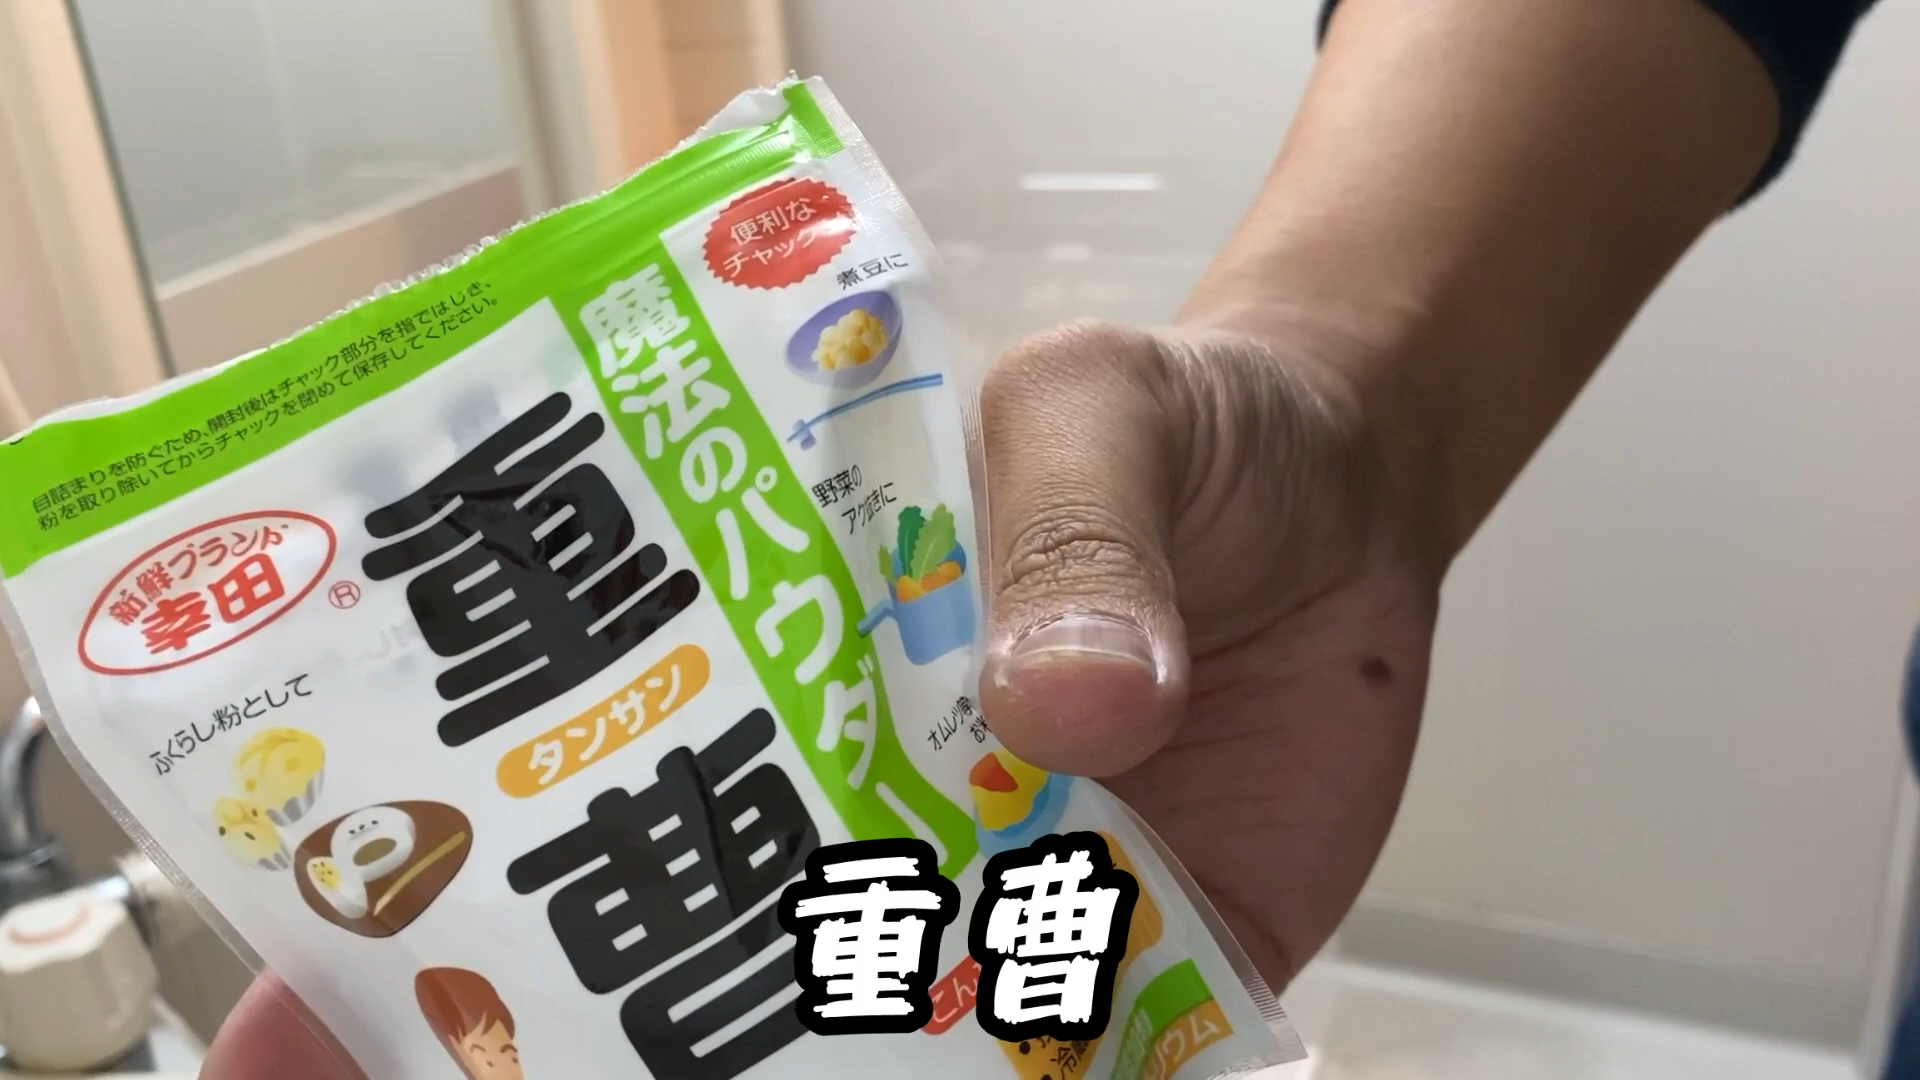 便利な
チャック
目詰まりを防ぐため、開封後はチャック部分を指ではじき、
粉を取り除いてからチャックを閉めて保存してください。
新鮮ブランド
幸田
®
重曹
タンサン
魔法のパウダー
煮豆に
野菜の
アク抜きに
ふくらし粉として
重曹